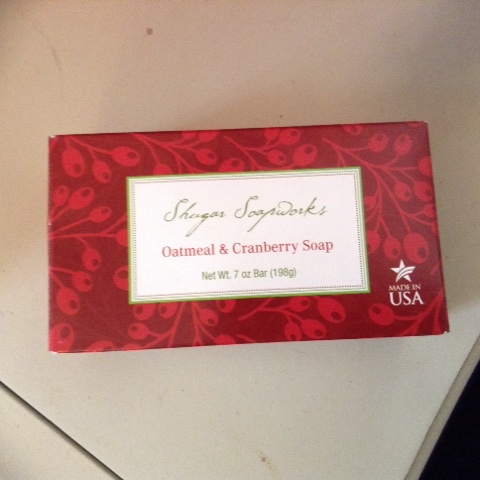 Shugar Soapworks
Oatmeal & Cranberry Soap
Net Wt. 7 oz Bar (198g)
MADE IN
USA